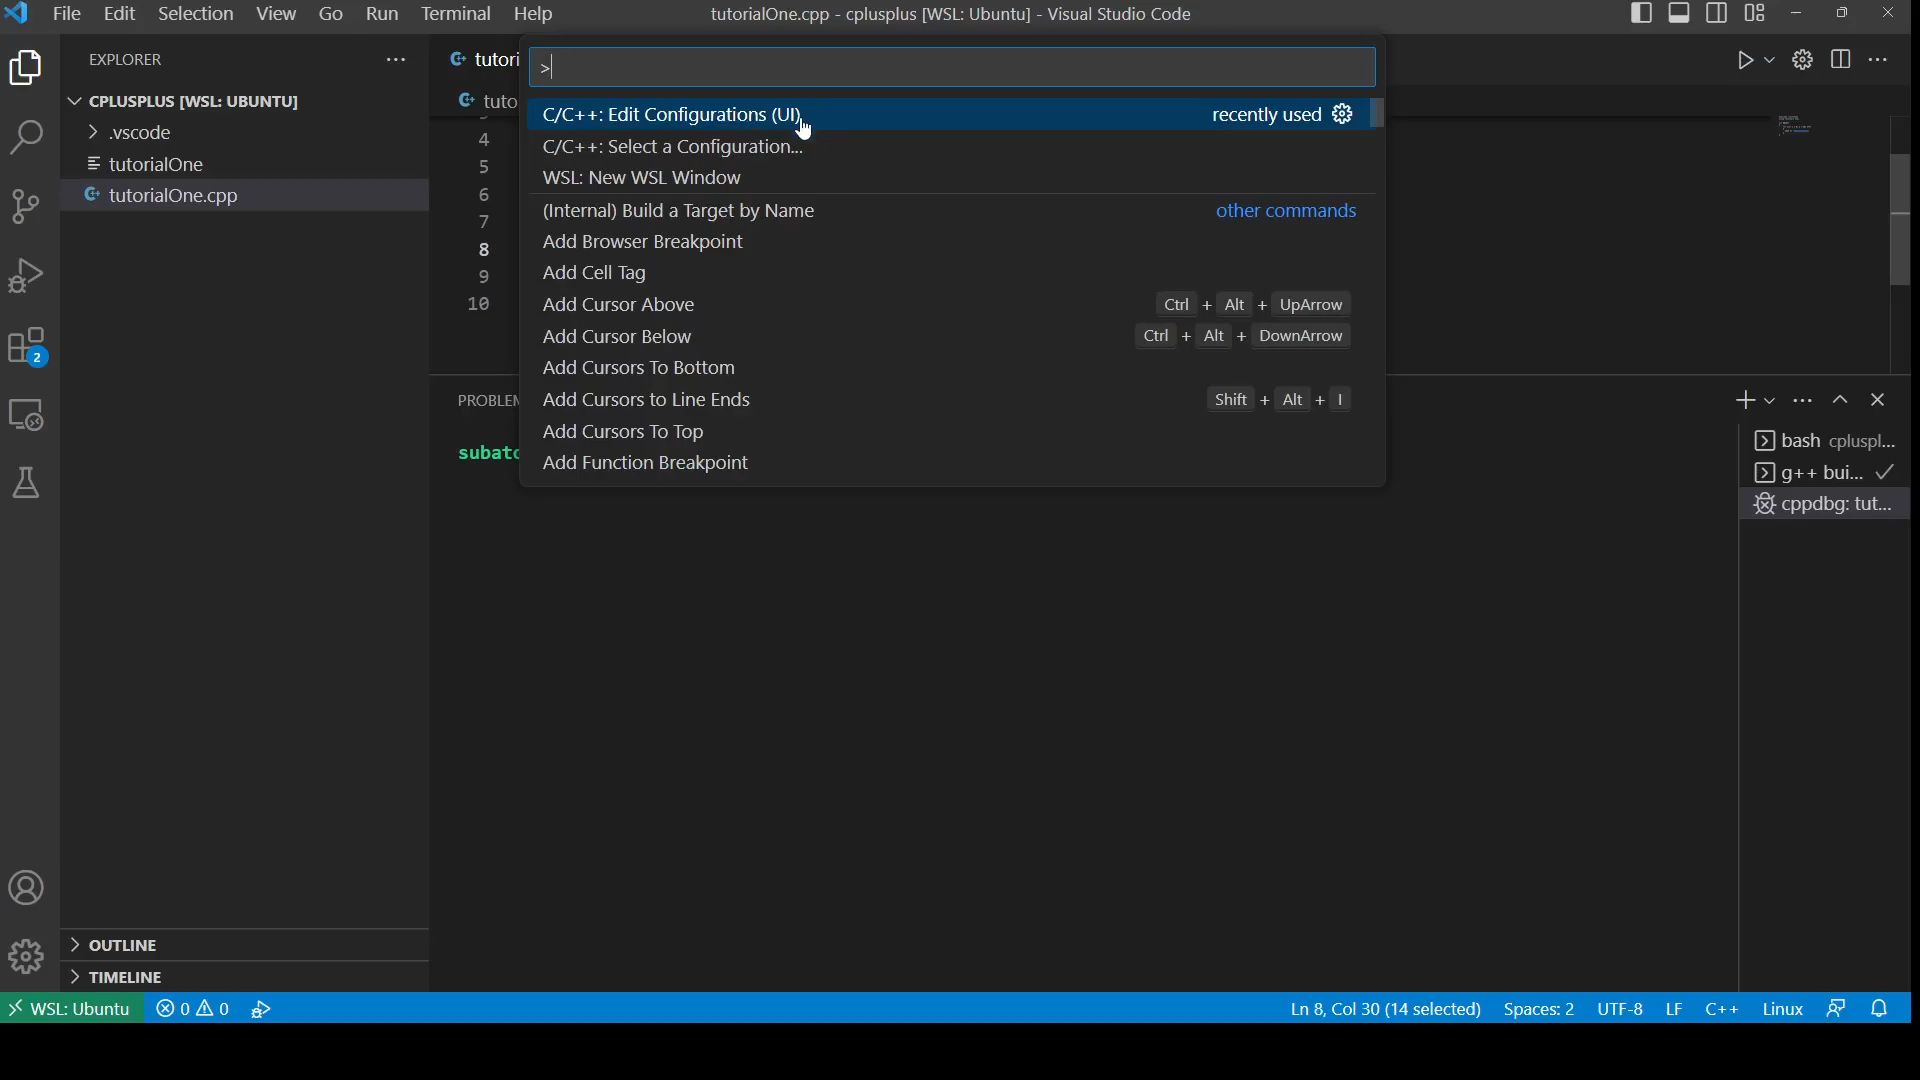 File Edit Selection View Go Run Terminal Help
tutorialOne.cpp - cplusplus [WSL: Ubuntu] - Visual Studio Code
EXPLORER
CPLUSPLUS [WSL: UBUNTU]
.vscode
tutorialOne
tutorialOne.cpp
OUTLINE
TIMELINE
tutori
tuto
4
5
6
7
8
9
10
>
C/C++: Edit Configurations (UI) recently used
C/C++: Select a Configuration...
WSL: New WSL Window
(Internal) Build a Target by Name other commands
Add Browser Breakpoint
Add Cell Tag
Add Cursor Above Ctrl + Alt + UpArrow
Add Cursor Below Ctrl + Alt + DownArrow
Add Cursors To Bottom
Add Cursors to Line Ends Shift + Alt + I
Add Cursors To Top
Add Function Breakpoint
PROBLEM
subato
bash cpluspl...
g++ bui...
cppdbg: tut...
2
WSL: Ubuntu 0 0
Ln 8, Col 30 (14 selected) Spaces: 2 UTF-8 LF C++ Linux